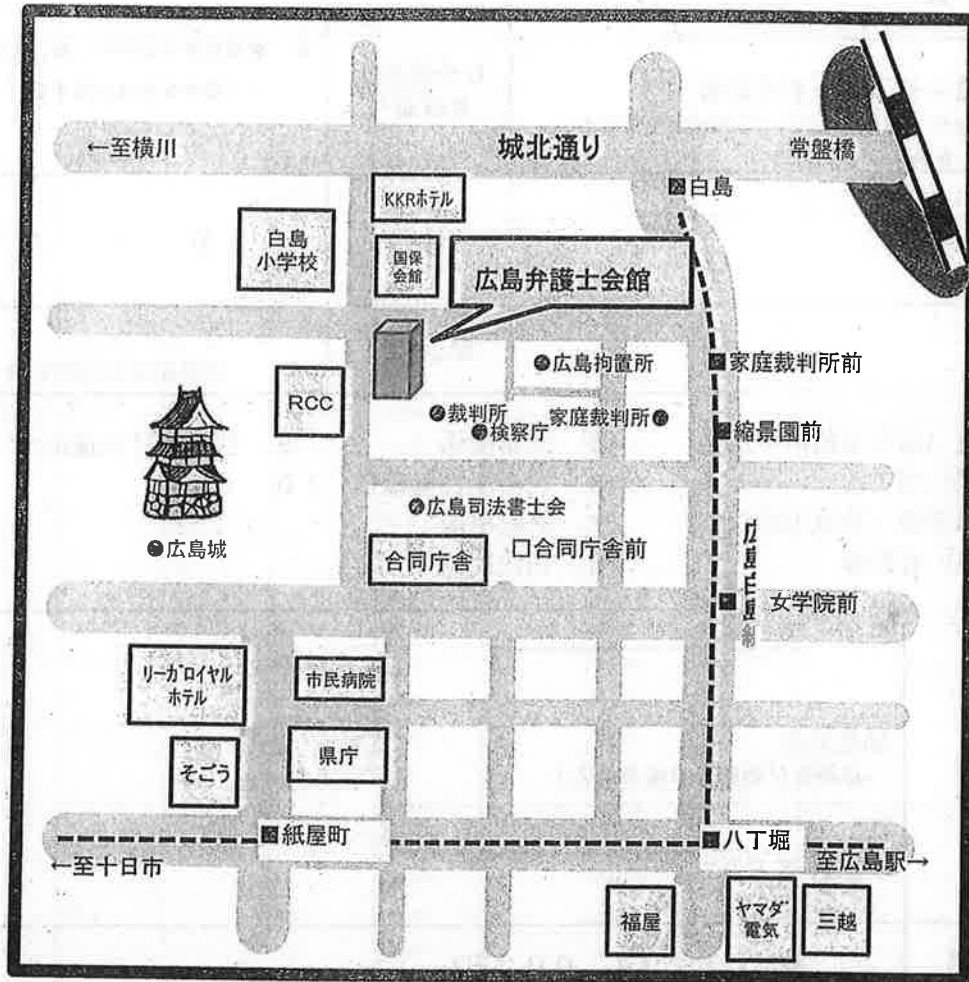 城北通り
←至横川
常盤橋
白島
KKRホテル
白島
小学校
国保
会館
広島弁護士会館
広島拘置所
家庭裁判所前
RCC
裁判所
家庭裁判所
検察庁
縮景園前
広島司法書士会
合同庁舎
口合同庁舎前
広島城
広島白島線
女学院前
リーガロイヤル
ホテル
市民病院
県庁
そごう
紙屋町
八丁堀
←至十日市
至広島駅→
福屋
ヤマダ
電気
三越